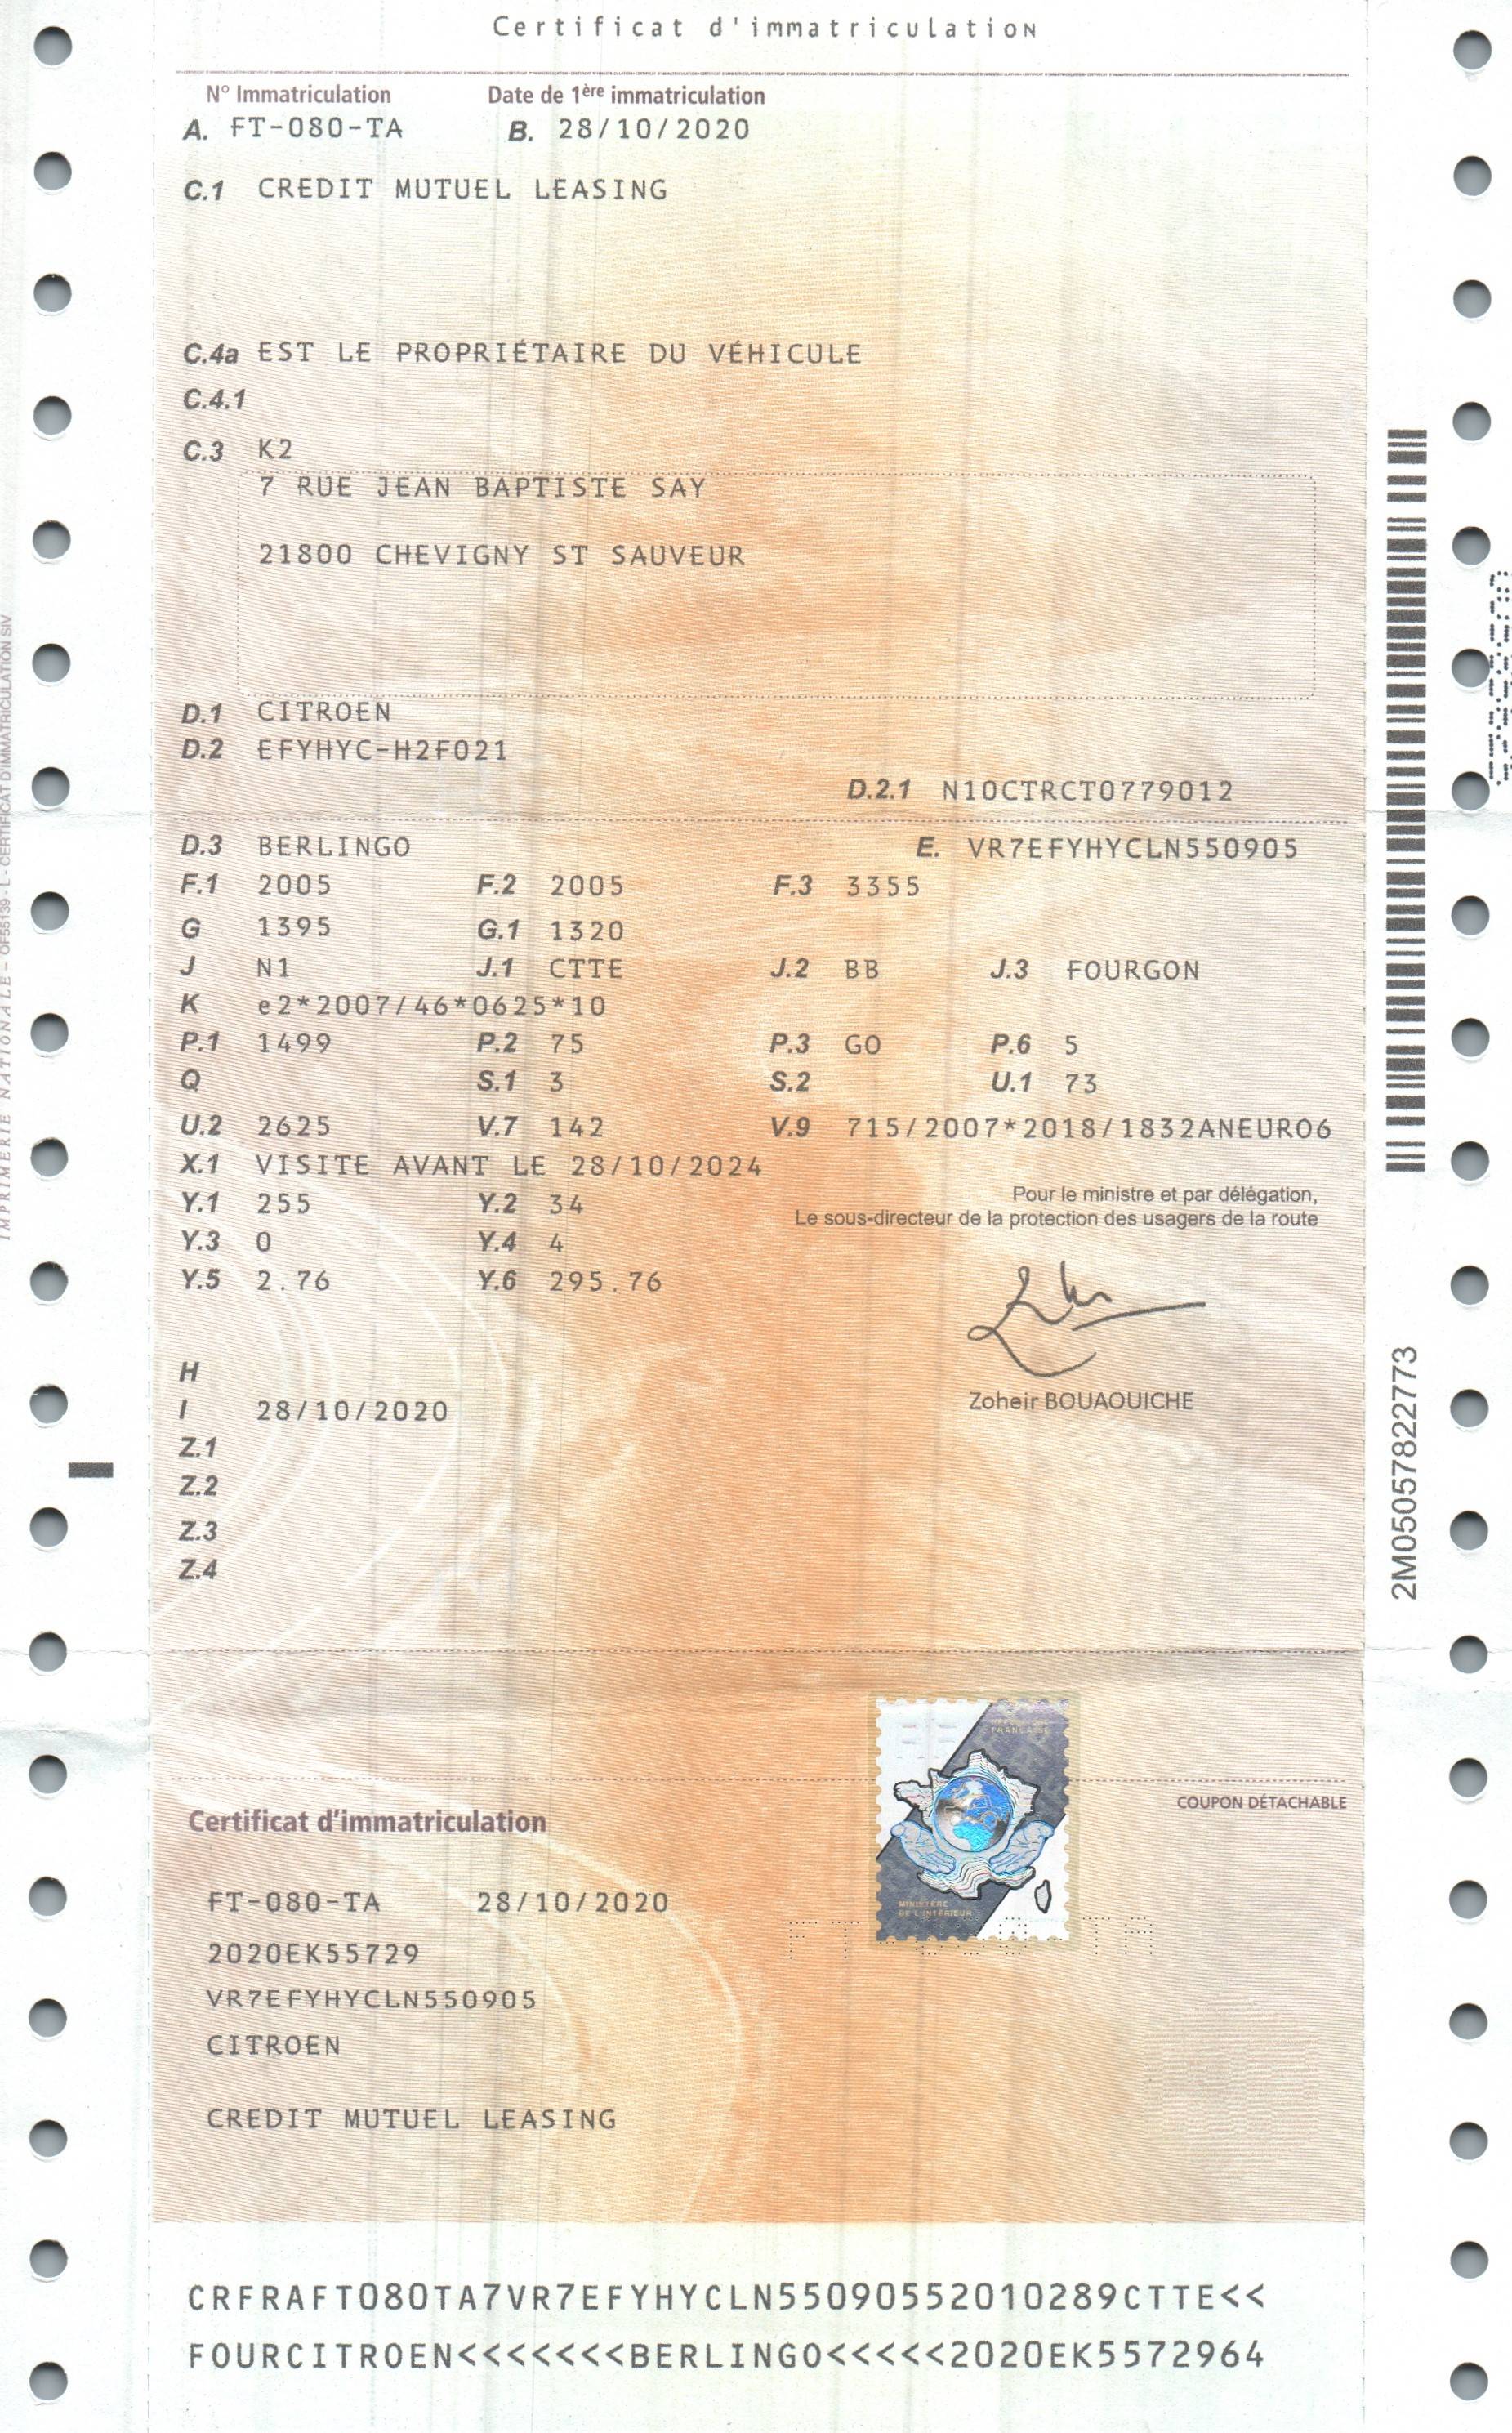 Certificat d'immatriculation
N° Immatriculation Date de 1ère immatriculation
A. FT-080-TA B. 28/10/2020
C.1 CREDIT MUTUEL LEASING
C.4a EST LE PROPRIÉTAIRE DU VÉHICULE
C.4.1
C.3 K2
7 RUE JEAN BAPTISTE SAY
21800 CHEVIGNY ST SAUVEUR
D.1 CITROEN
D.2 EFYHYC-H2F021
D.2.1 N10CTRCT0779012
D.3 BERLINGO E. VR7EFYHYCLN550905
F.1 2005 F.2 2005 F.3 3355
G 1395 G.1 1320
J N1 J.1 CTTE J.2 BB J.3 FOURGON
K e2*2007/46*0625*10
P.1 1499 P.2 75 P.3 GO P.6 5
Q S.1 3 S.2 U.1 73
U.2 2625 V.7 142 V.9 715/2007*2018/1832ANEURO6
X.1 VISITE AVANT LE 28/10/2024
Y.1 255 Y.2 34
Y.3 0 Y.4 4
Y.5 2.76 Y.6 295.76
Pour le ministre et par délégation,
Le sous-directeur de la protection des usagers de la route
Zoheir BOUAOUICHE
H
I 28/10/2020
Z.1
Z.2
Z.3
Z.4
2M0505782 2773
IMPRIMERIE NATIONALE – OF55139 - L - CERTIFICAT D'IMMATRICULATION SIV
FRANÇAISE
MINISTÈRE
DE L'INTÉRIEUR
COUPON DÉTACHABLE
Certificat d'immatriculation
FT-080-TA 28/10/2020
2020EK55729
VR7EFYHYCLN550905
CITROEN
CREDIT MUTUEL LEASING
CRFRAFT080TA7VR7EFYHYCLN55090552010289CTTE<<
FOURCITROEN<<<<<<<BERLINGO<<<<<2020EK5572964